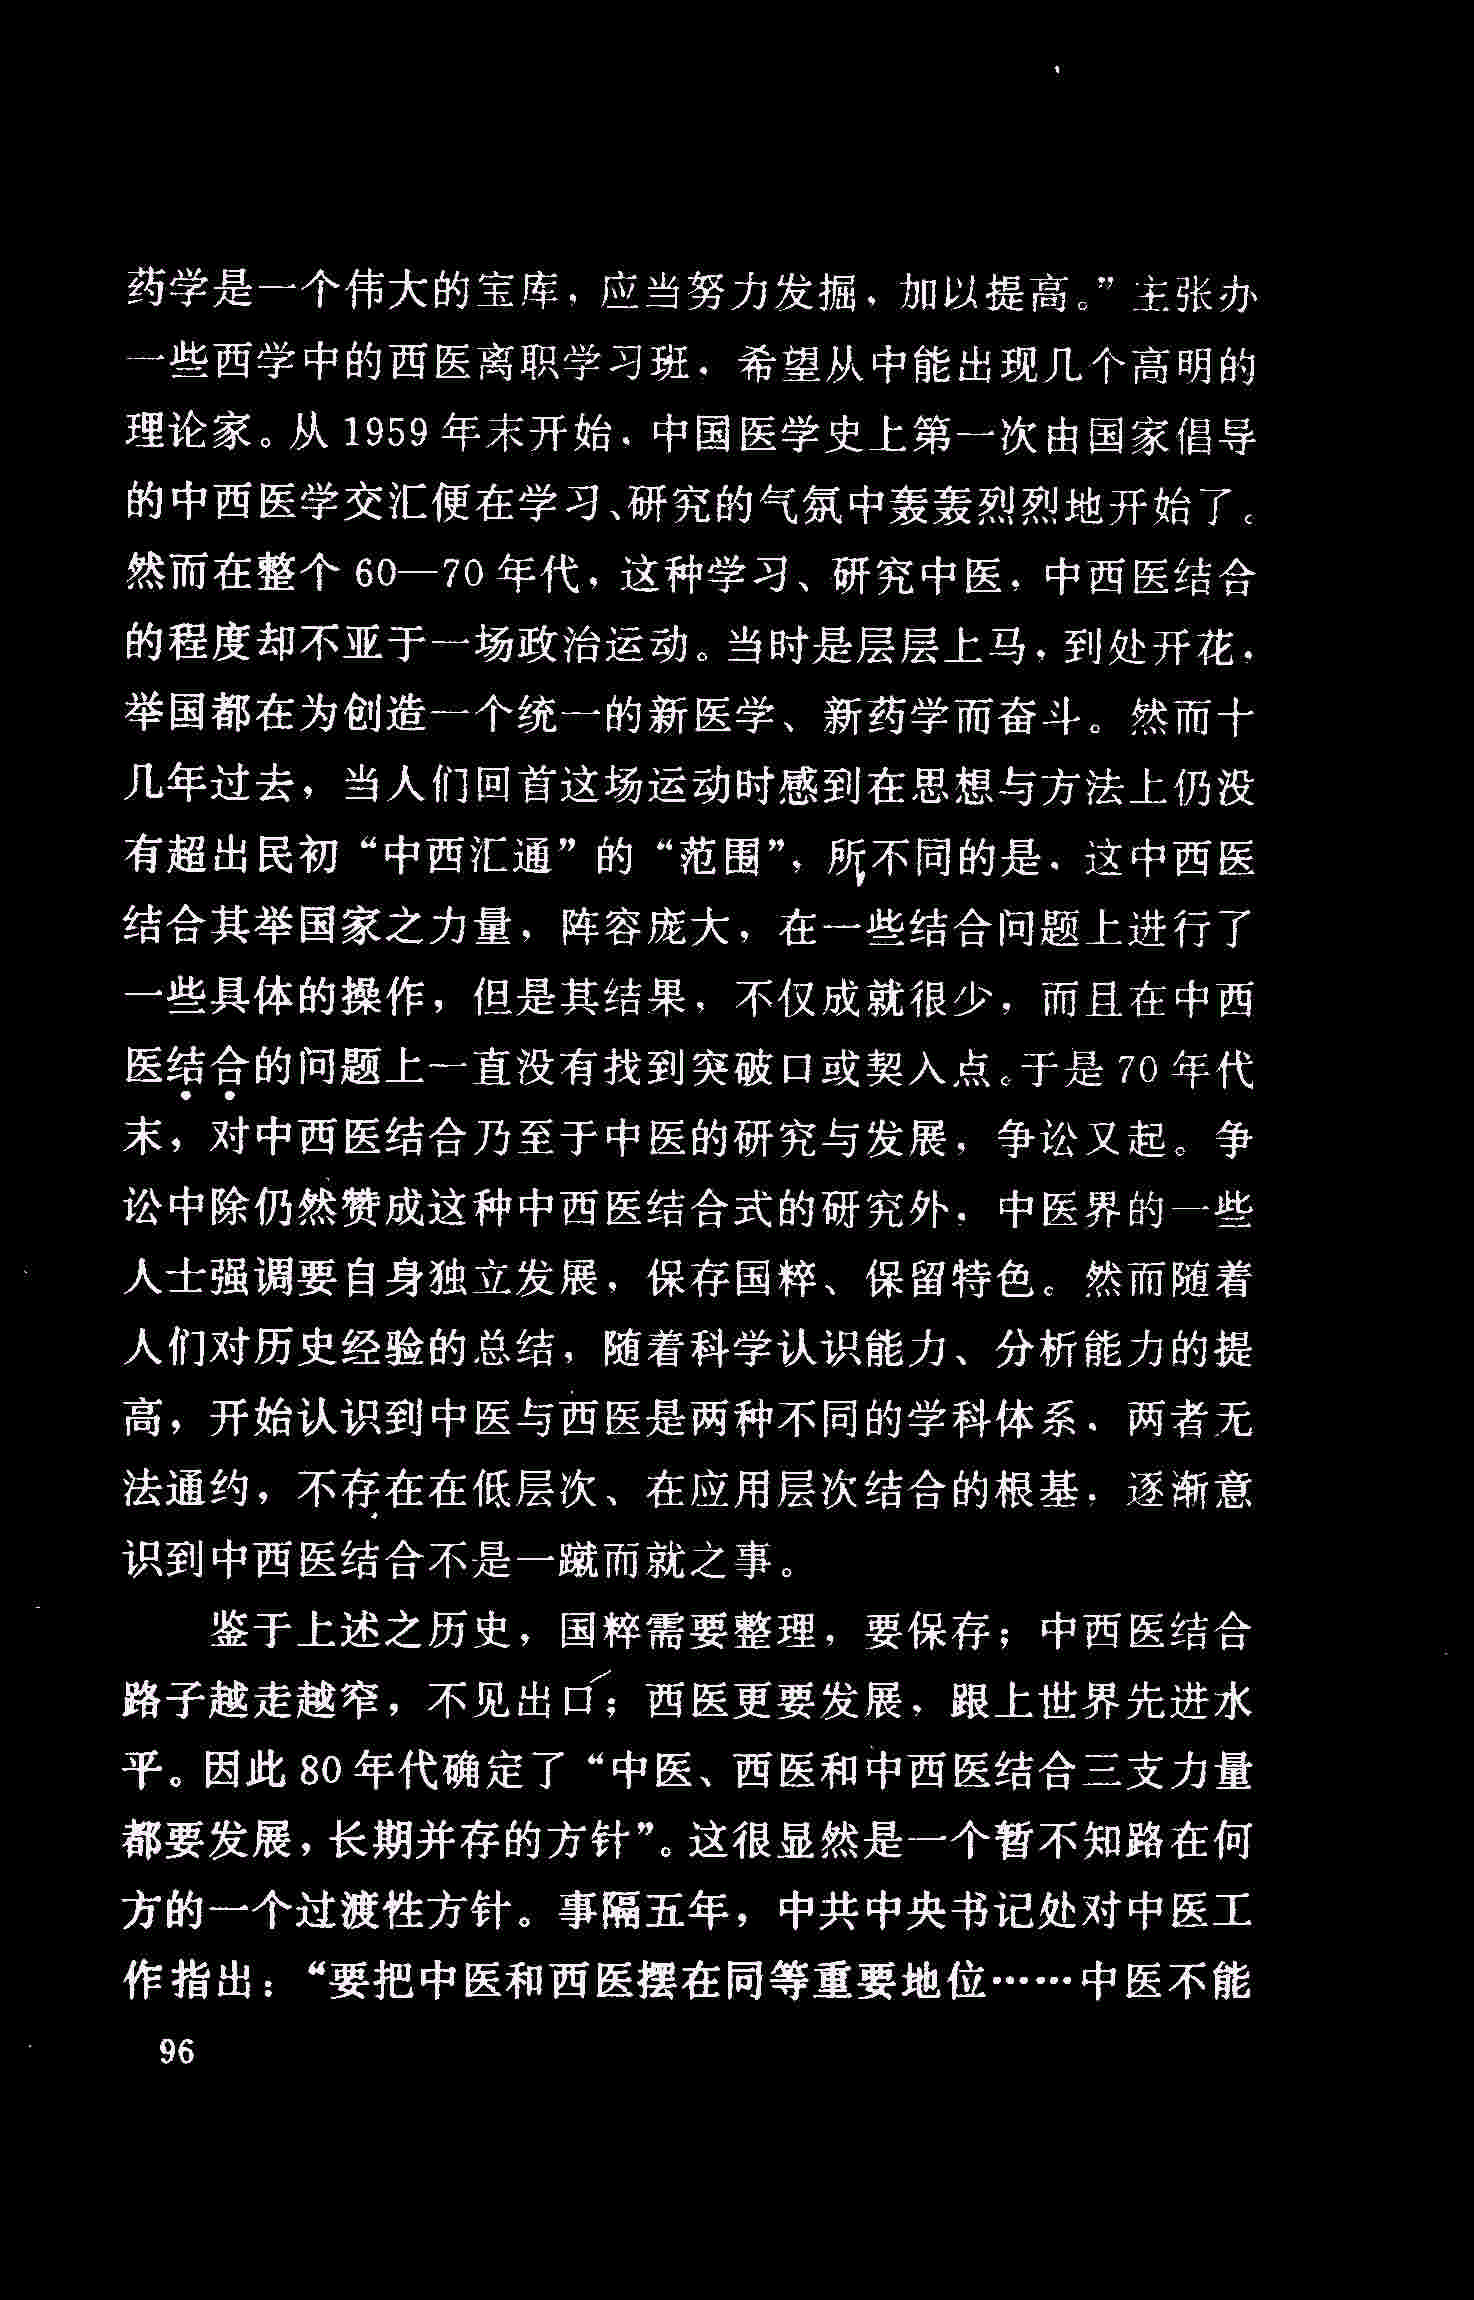 药学是一个伟大的宝库，应当努力发掘，加以提高。”主张办
一些西学中的西医离职学习班，希望从中能出现几个高明的
理论家。从 1959 年末开始，中国医学史上第一次由国家倡导
的中西医学交汇便在学习、研究的气氛中轰轰烈烈地开始了。
然而在整个 60—70 年代，这种学习、研究中医，中西医结合
的程度却不亚于一场政治运动。当时是层层上马，到处开花，
举国都在为创造一个统一的新医学、新药学而奋斗。然而十
几年过去，当人们回首这场运动时感到在思想与方法上仍没
有超出民初“中西汇通”的“范围”，所不同的是，这中西医
结合其举国家之力量，阵容庞大，在一些结合问题上进行了
一些具体的操作，但是其结果，不仅成就很少，而且在中西
医结合的问题上一直没有找到突破口或契入点。于是 70 年代
末，对中西医结合乃至于中医的研究与发展，争讼又起。争
讼中除仍然赞成这种中西医结合式的研究外，中医界的一些
人士强调要自身独立发展，保存国粹、保留特色。然而随着
人们对历史经验的总结，随着科学认识能力、分析能力的提
高，开始认识到中医与西医是两种不同的学科体系，两者无
法通约，不存在在低层次、在应用层次结合的根基，逐渐意
识到中西医结合不是一蹴而就之事。
鉴于上述之历史，国粹需要整理，要保存；中西医结合
路子越走越窄，不见出口；西医更要发展，跟上世界先进水
平。因此 80 年代确定了“中医、西医和中西医结合三支力量
都要发展，长期并存的方针”。这很显然是一个暂不知路在何
方的一个过渡性方针。事隔五年，中共中央书记处对中医工
作指出：“要把中医和西医摆在同等重要地位……中医不能
96